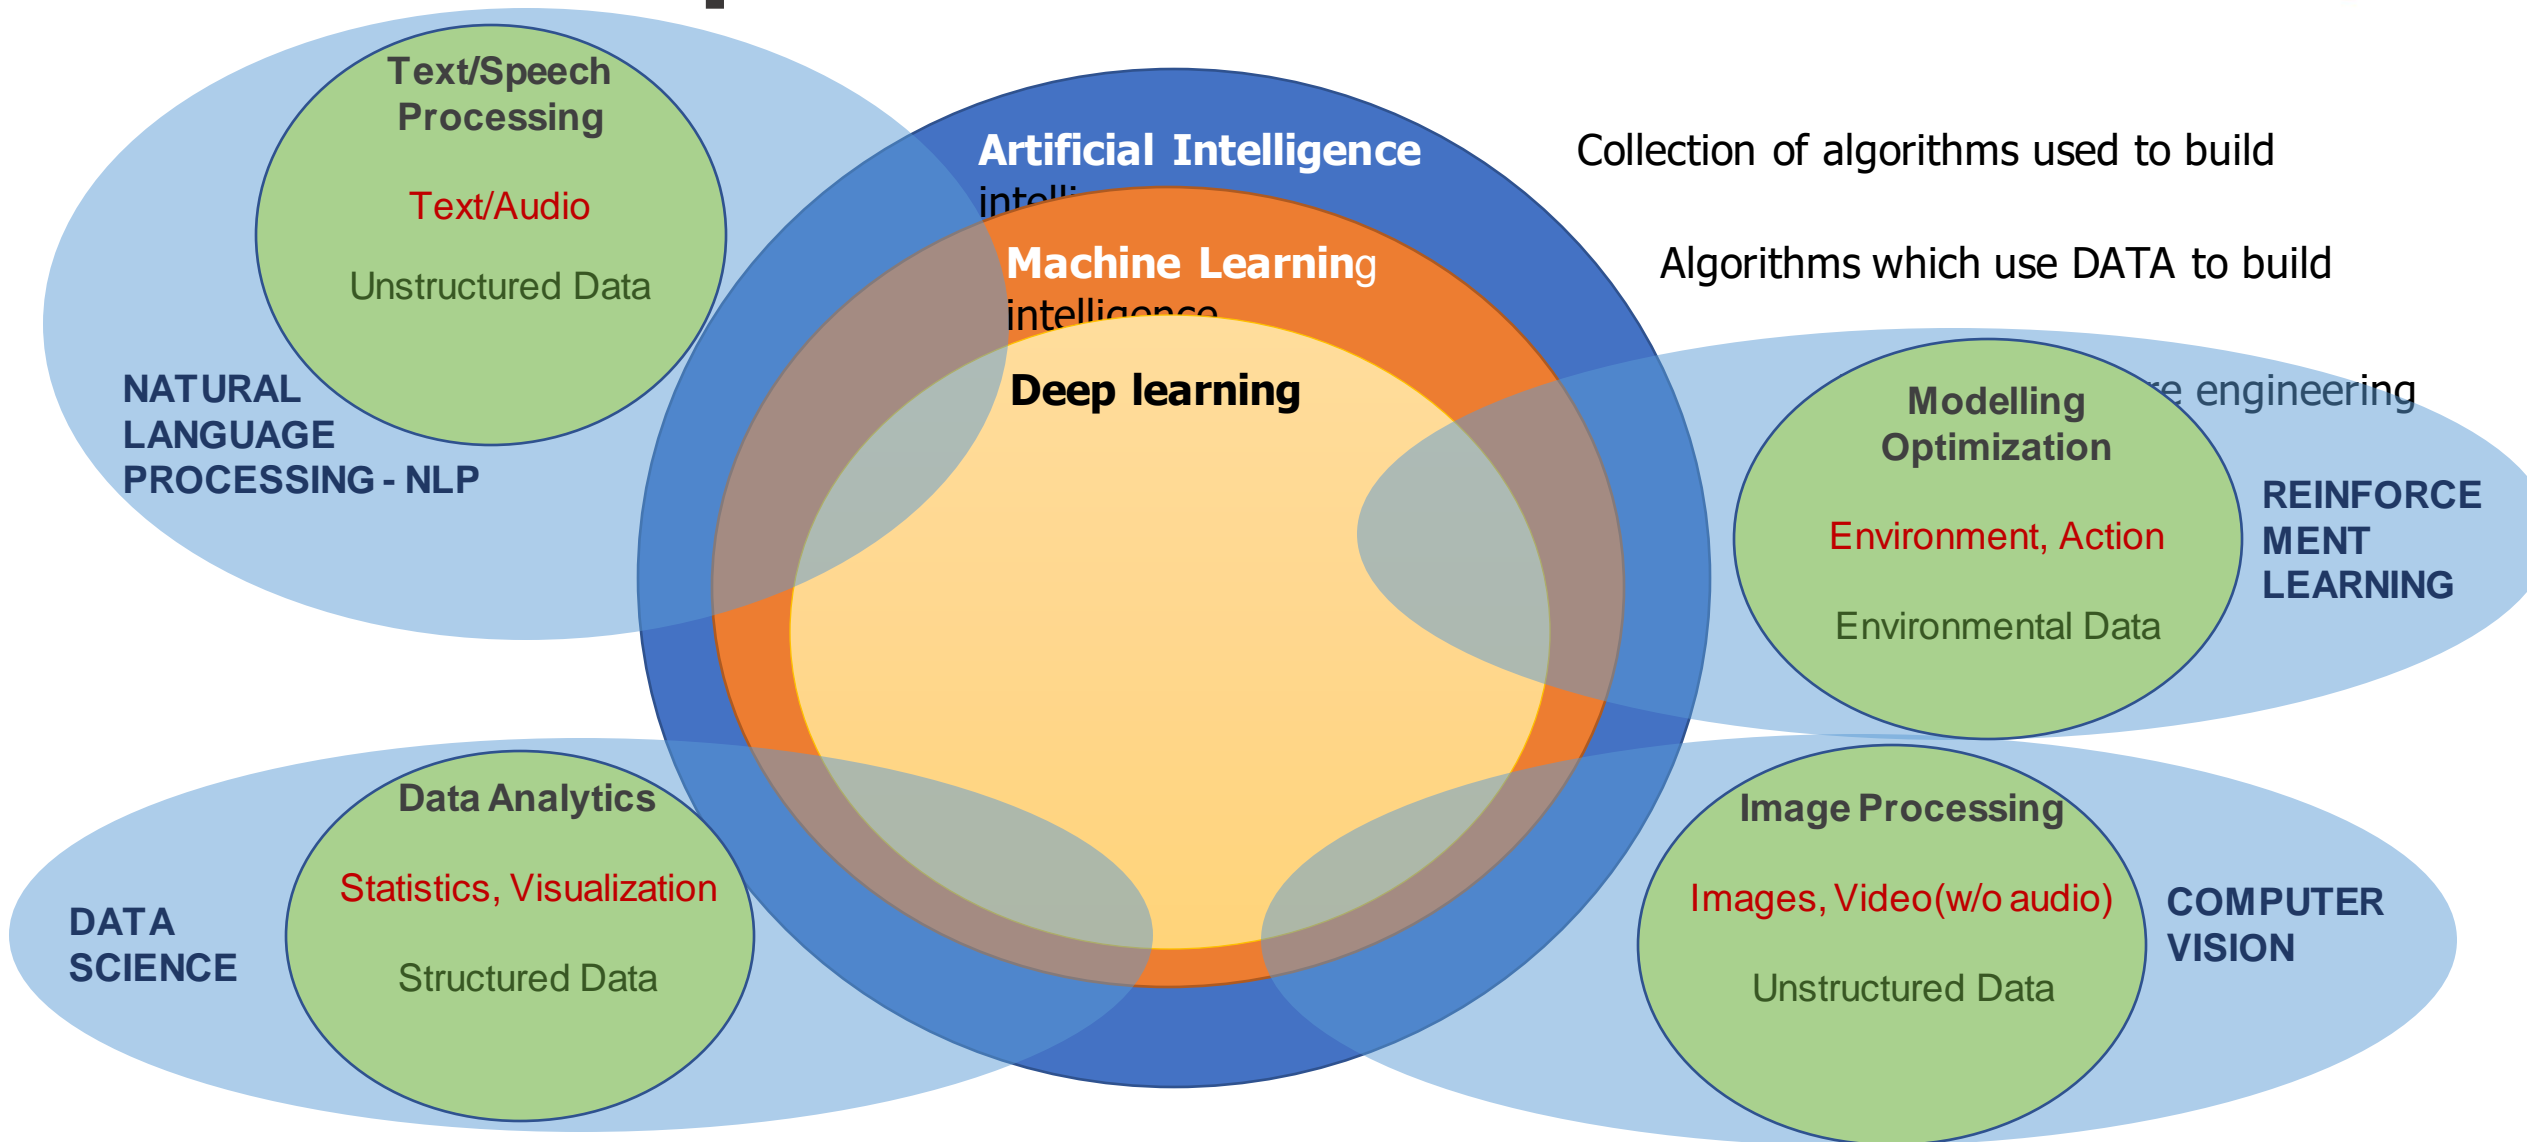 Text/Speech
Processing
Text/Audio
Unstructured Data
NATURAL
LANGUAGE
PROCESSING - NLP
Artificial Intelligence
Collection of algorithms used to build
Machine Learning
Algorithms which use DATA to build
intelligence
Deep learning
engineering
Modelling
Optimization
Environment, Action
Environmental Data
REINFORCE
MENT
LEARNING
Data Analytics
Statistics, Visualization
Structured Data
DATA
SCIENCE
Image Processing
Images, Video(w/o audio)
Unstructured Data
COMPUTER
VISION